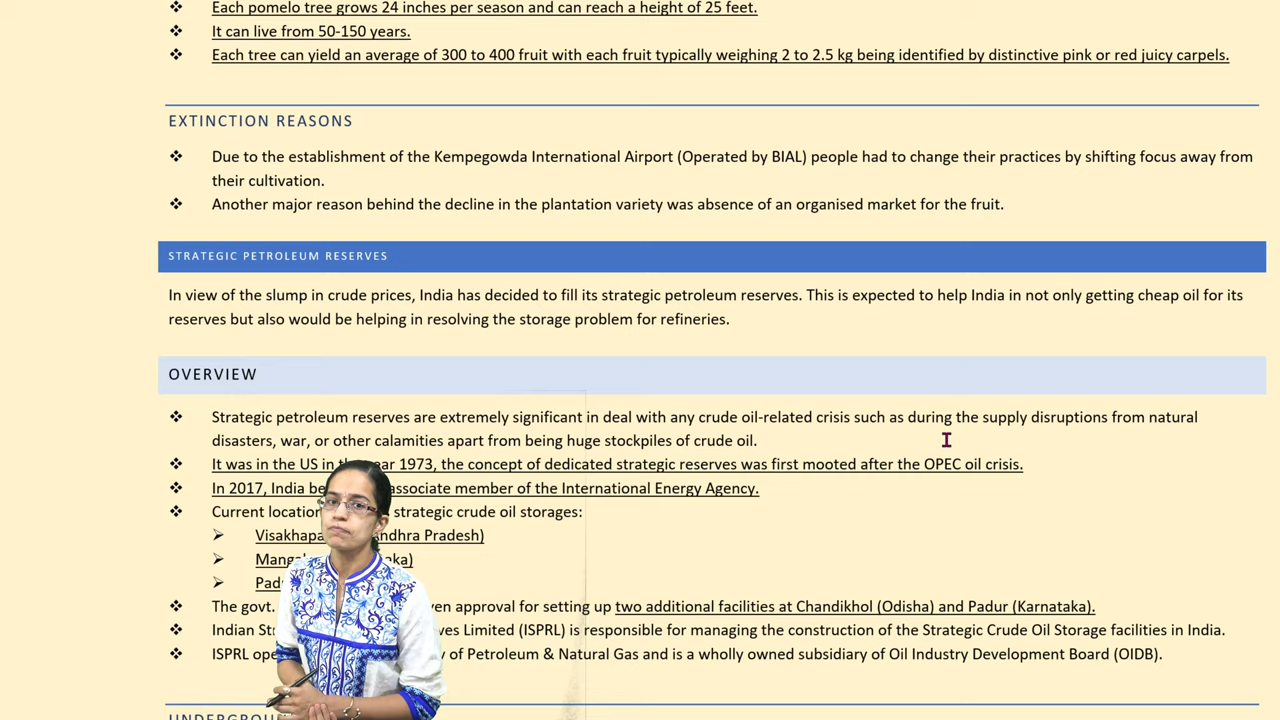 ❖ Each pomelo tree grows 24 inches per season and can reach a height of 25 feet.
❖ It can live from 50-150 years.
❖ Each tree can yield an average of 300 to 400 fruit with each fruit typically weighing 2 to 2.5 kg being identified by distinctive pink or red juicy carpels.
EXTINCTION REASONS
❖ Due to the establishment of the Kempegowda International Airport (Operated by BIAL) people had to change their practices by shifting focus away from
their cultivation.
❖ Another major reason behind the decline in the plantation variety was absence of an organised market for the fruit.
STRATEGIC PETROLEUM RESERVES
In view of the slump in crude prices, India has decided to fill its strategic petroleum reserves. This is expected to help India in not only getting cheap oil for its
reserves but also would be helping in resolving the storage problem for refineries.
OVERVIEW
❖ Strategic petroleum reserves are extremely significant in deal with any crude oil-related crisis such as during the supply disruptions from natural
disasters, war, or other calamities apart from being huge stockpiles of crude oil.
❖ It was in the US in the 1973, the concept of dedicated strategic reserves was first mooted after the OPEC oil crisis.
❖ In 2017, India associate member of the International Energy Agency.
❖ Current strategic crude oil storages:
➢ Pradesh)
➢
➢
❖ The govt. approval for setting up two additional facilities at Chandikhol (Odisha) and Padur (Karnataka).
❖ Indian Limited (ISPRL) is responsible for managing the construction of the Strategic Crude Oil Storage facilities in India.
❖ ISPRL of Petroleum & Natural Gas and is a wholly owned subsidiary of Oil Industry Development Board (OIDB).